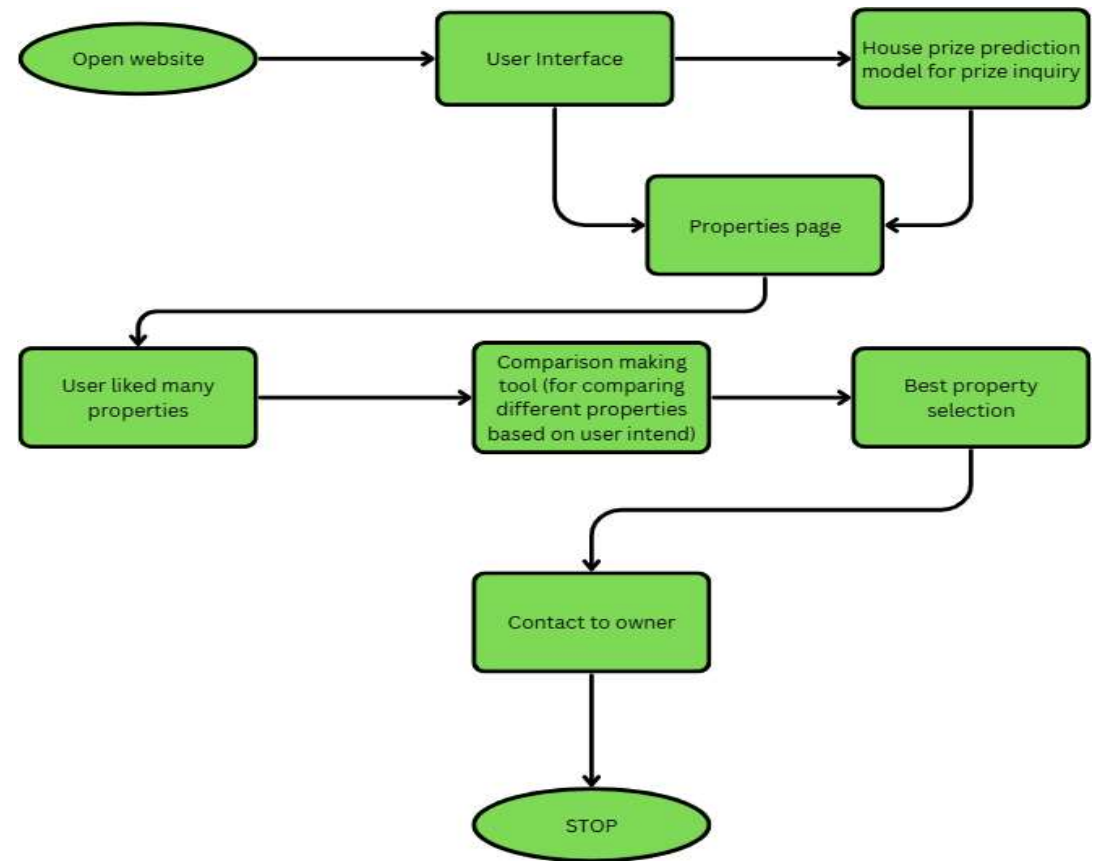 Open website
User Interface
House prize prediction
model for prize inquiry
Properties page
User liked many
properties
Comparison making
tool (for comparing
different properties
based on user intend)
Best property
selection
Contact to owner
STOP